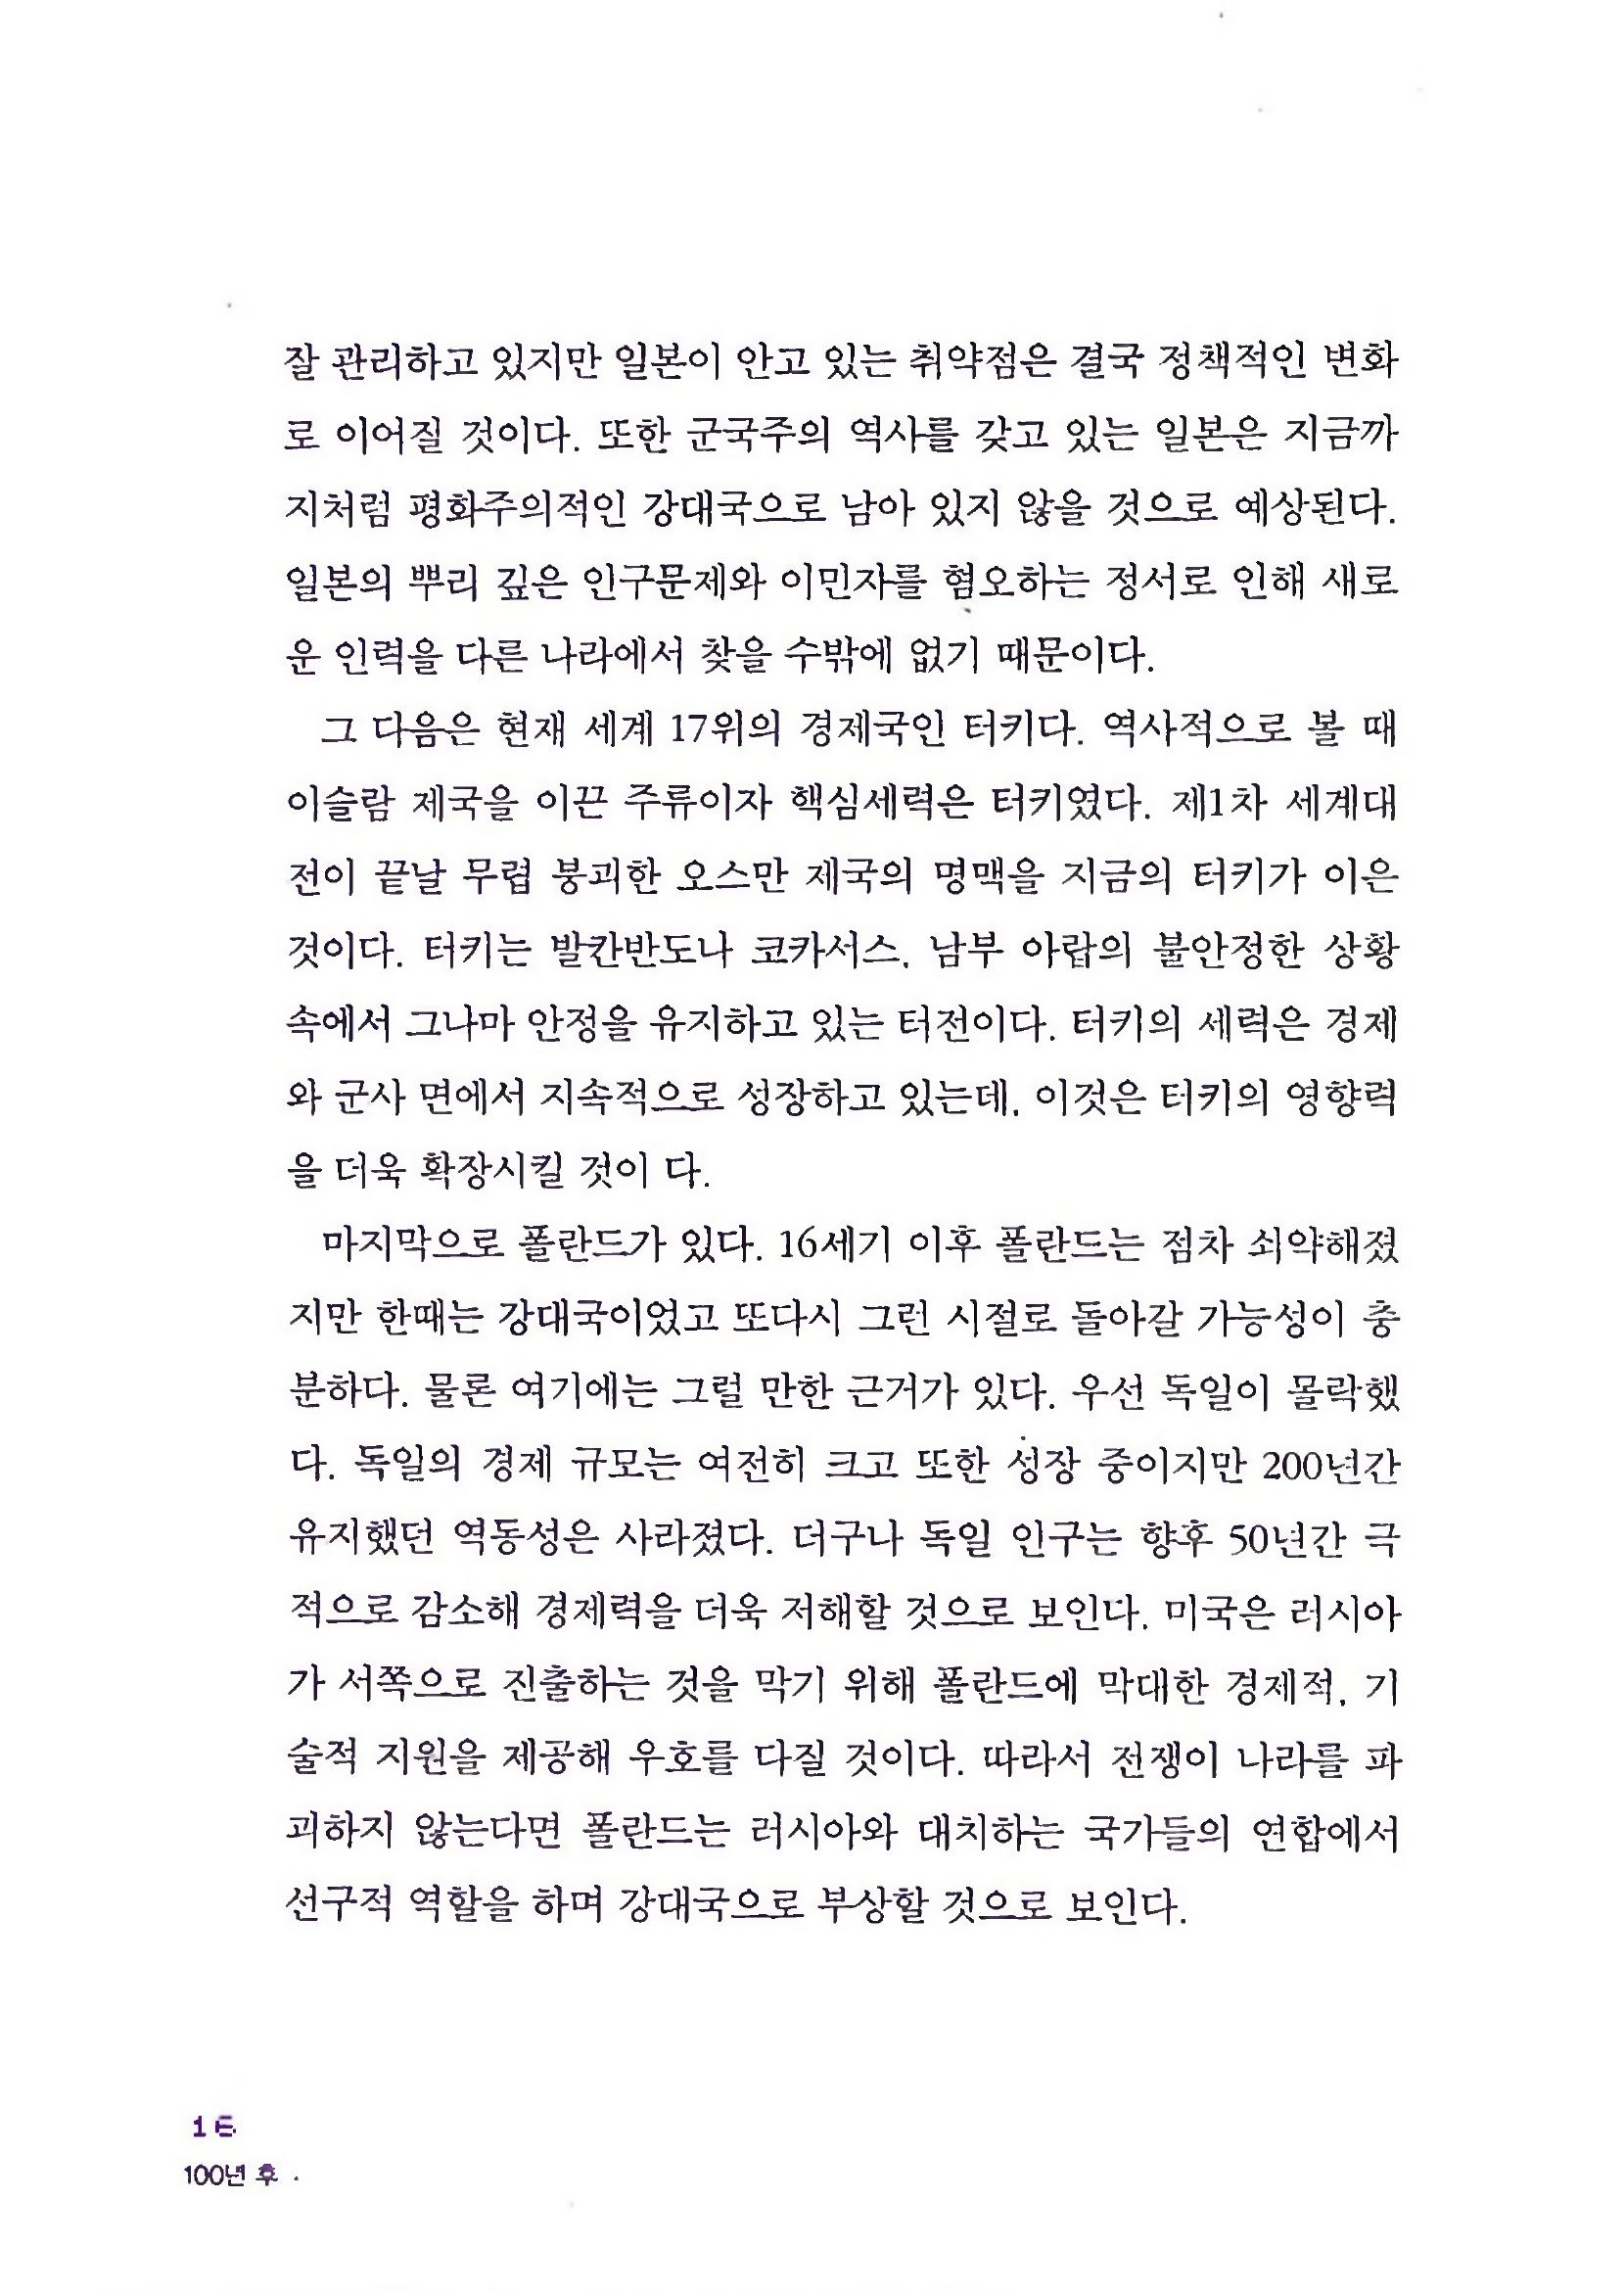 잘 관리하고 있지만 일본이 안고 있는 취약점은 결국 정책적인 변화
로 이어질 것이다. 또한 군국주의 역사를 갖고 있는 일본은 지금까
지처럼 평화주의적인 강대국으로 남아 있지 않을 것으로 예상된다.
일본의 뿌리 깊은 인구문제와 이민자를 혐오하는 정서로 인해 새로
운 인력을 다른 나라에서 찾을 수밖에 없기 때문이다.
그 다음은 현재 세계 17위의 경제국인 터키다. 역사적으로 볼 때
이슬람 제국을 이끈 주류이자 핵심세력은 터키였다. 제1차 세계대
전이 끝날 무렵 붕괴한 오스만 제국의 명맥을 지금의 터키가 이은
것이다. 터키는 발칸반도나 코카서스, 남부 아랍의 불안정한 상황
속에서 그나마 안정을 유지하고 있는 터전이다. 터키의 세력은 경제
와 군사 면에서 지속적으로 성장하고 있는데, 이것은 터키의 영향력
을 더욱 확장시킬 것이 다.
마지막으로 폴란드가 있다. 16세기 이후 폴란드는 점차 쇠약해졌
지만 한때는 강대국이었고 또다시 그런 시절로 돌아갈 가능성이 충
분하다. 물론 여기에는 그럴 만한 근거가 있다. 우선 독일이 몰락했
다. 독일의 경제 규모는 여전히 크고 또한 성장 중이지만 200년간
유지했던 역동성은 사라졌다. 더구나 독일 인구는 향후 50년간 극
적으로 감소해 경제력을 더욱 저해할 것으로 보인다. 미국은 러시아
가 서쪽으로 진출하는 것을 막기 위해 폴란드에 막대한 경제적, 기
술적 지원을 제공해 우호를 다질 것이다. 따라서 전쟁이 나라를 파
괴하지 않는다면 폴란드는 러시아와 대치하는 국가들의 연합에서
선구적 역할을 하며 강대국으로 부상할 것으로 보인다.
100년 후